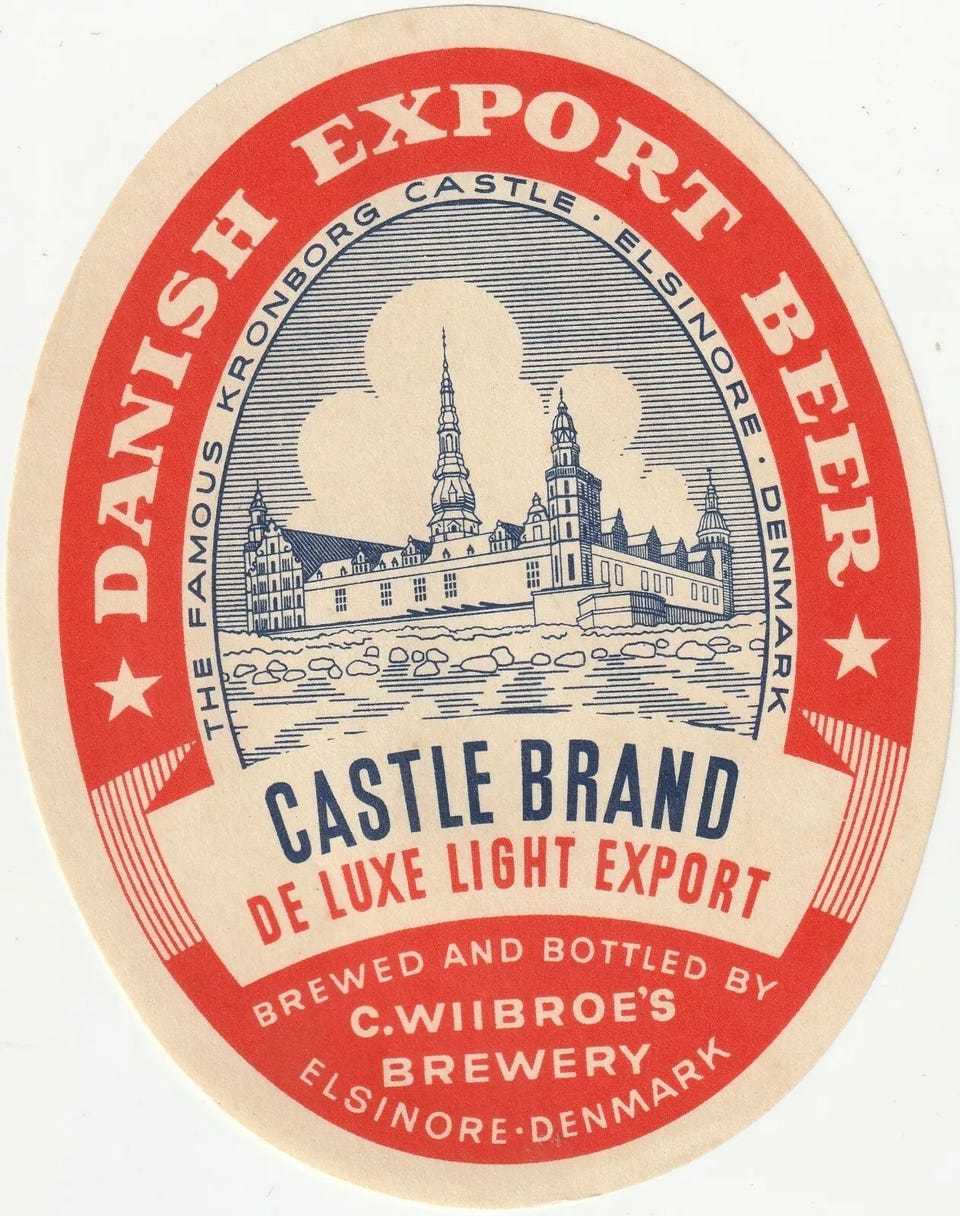 DANISH EXPORT BEER
THE FAMOUS KRONBORG CASTLE · ELSINORE · DENMARK
CASTLE BRAND
DE LUXE LIGHT EXPORT
BREWED AND BOTTLED BY
C.WIIBROE'S
BREWERY
ELSINORE·DENMARK